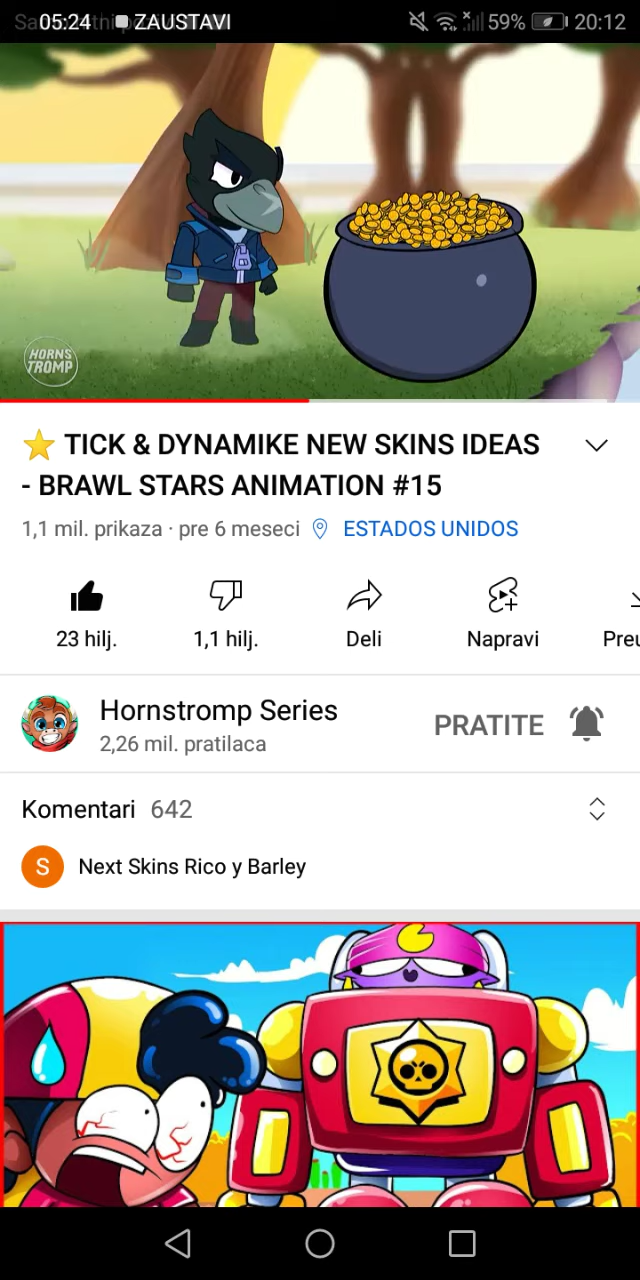 05:24 ZAUSTAVI 59% 20:12
HORNS
TROMP
TICK & DYNAMIKE NEW SKINS IDEAS
- BRAWL STARS ANIMATION #15
1,1 mil. prikaza · pre 6 meseci ESTADOS UNIDOS
23 hilj. 1,1 hilj. Deli Napravi Preu
Hornstromp Series
2,26 mil. pratilaca
PRATITE
Komentari 642
S Next Skins Rico y Barley